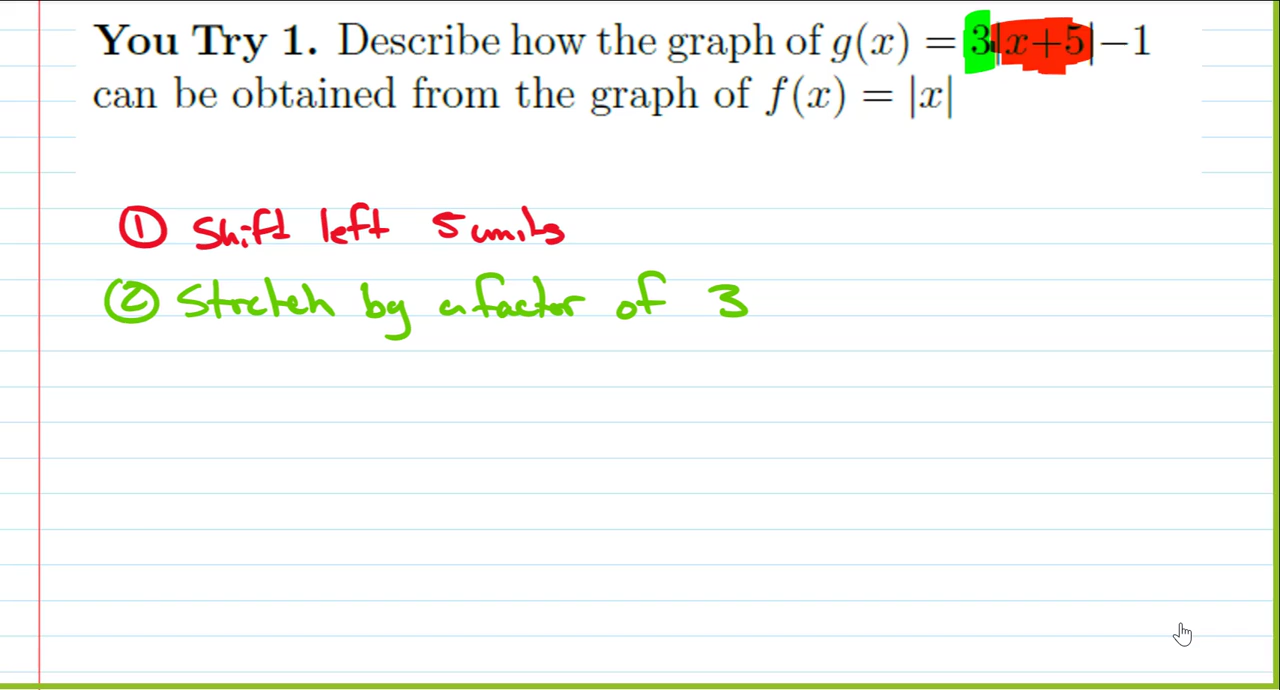 You Try 1. Describe how the graph of g(x) = 3|x+5|−1
can be obtained from the graph of f(x) = |x|
① Shift left 5 units
② Stretch by a factor of 3